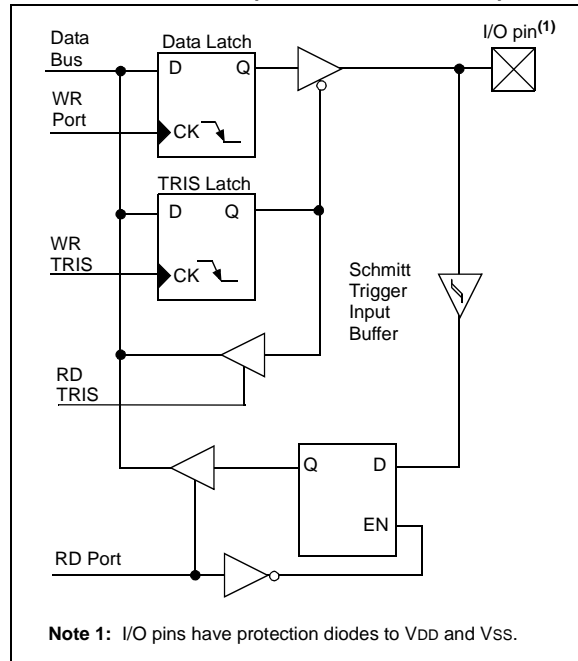 Data
Bus
Data Latch
I/O pin(1)
D Q
WR
Port
CK
TRIS Latch
D Q
WR
TRIS
CK
Schmitt
Trigger
Input
Buffer
RD
TRIS
Q D
EN
RD Port
Note 1: I/O pins have protection diodes to VDD and VSS.